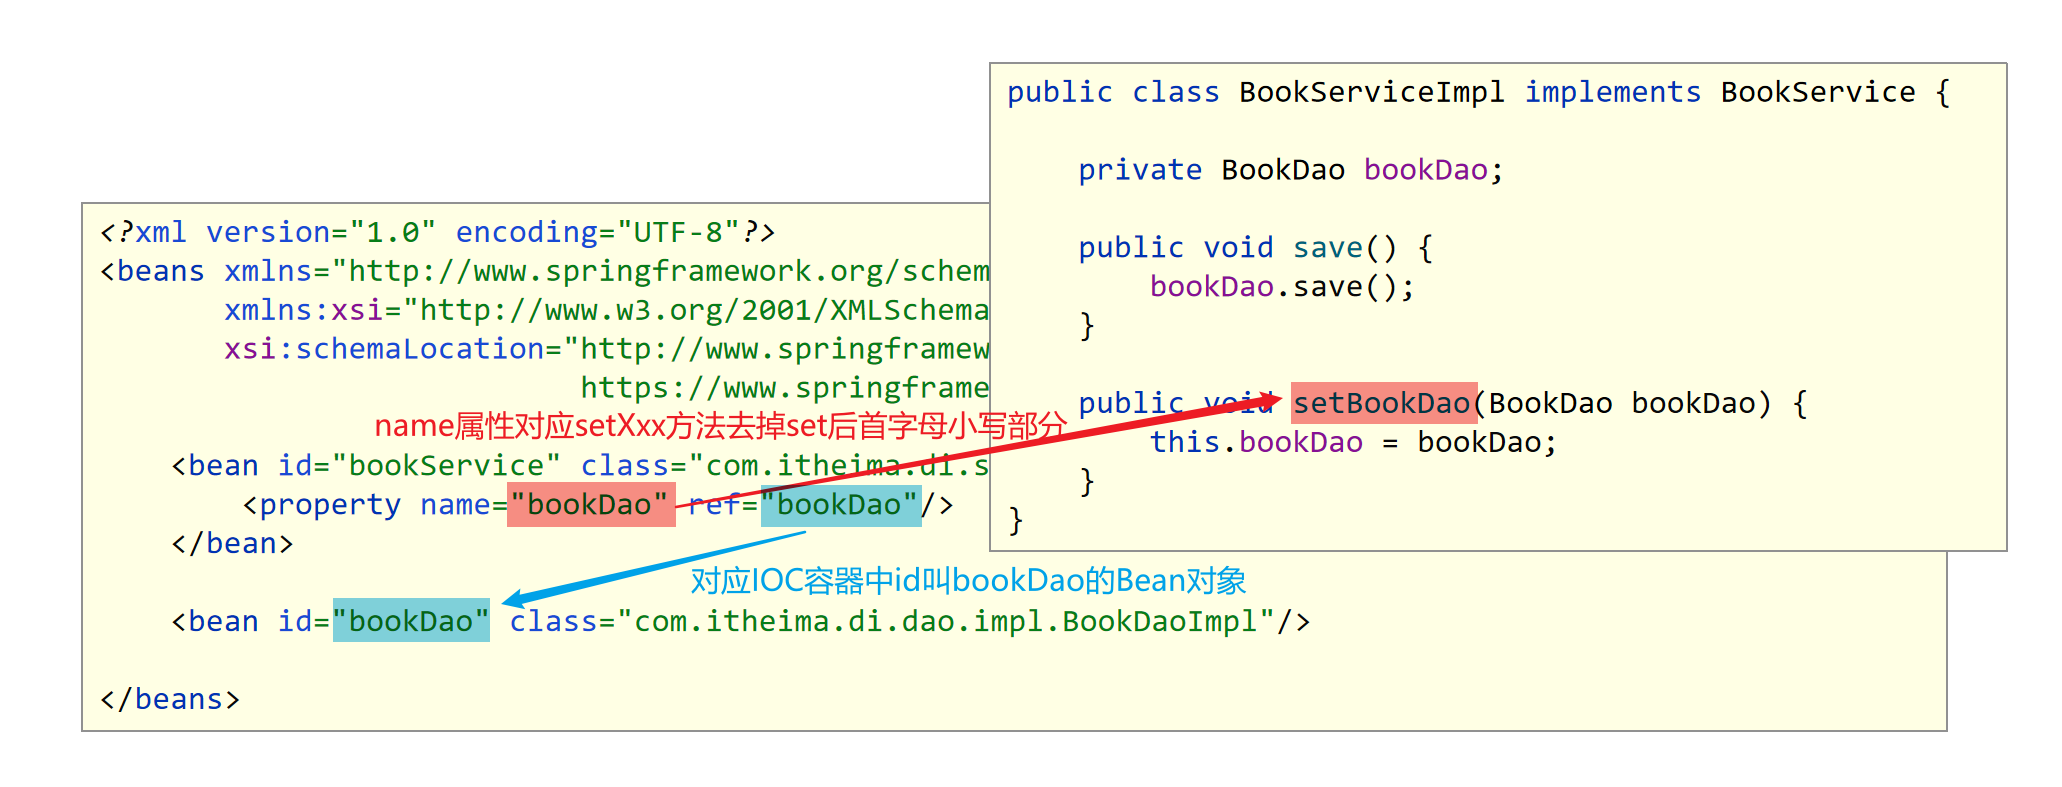 public class BookServiceImpl implements BookService {
private BookDao bookDao;
public void save() {
bookDao.save();
}
public void setBookDao(BookDao bookDao) {
this.bookDao = bookDao;
}
}
<?xml version="1.0" encoding="UTF-8"?>
<beans xmlns="http://www.springframework.org/schem
xmlns:xsi="http://www.w3.org/2001/XMLSchema
xsi:schemaLocation="http://www.springframew
https://www.springframe
name属性对应setXxx方法去掉set后首字母小写部分
<bean id="bookService" class="com.itheima.di.s
<property name="bookDao" ref="bookDao"/>
</bean>
对应IOC容器中id叫bookDao的Bean对象
<bean id="bookDao" class="com.itheima.di.dao.impl.BookDaoImpl"/>
</beans>